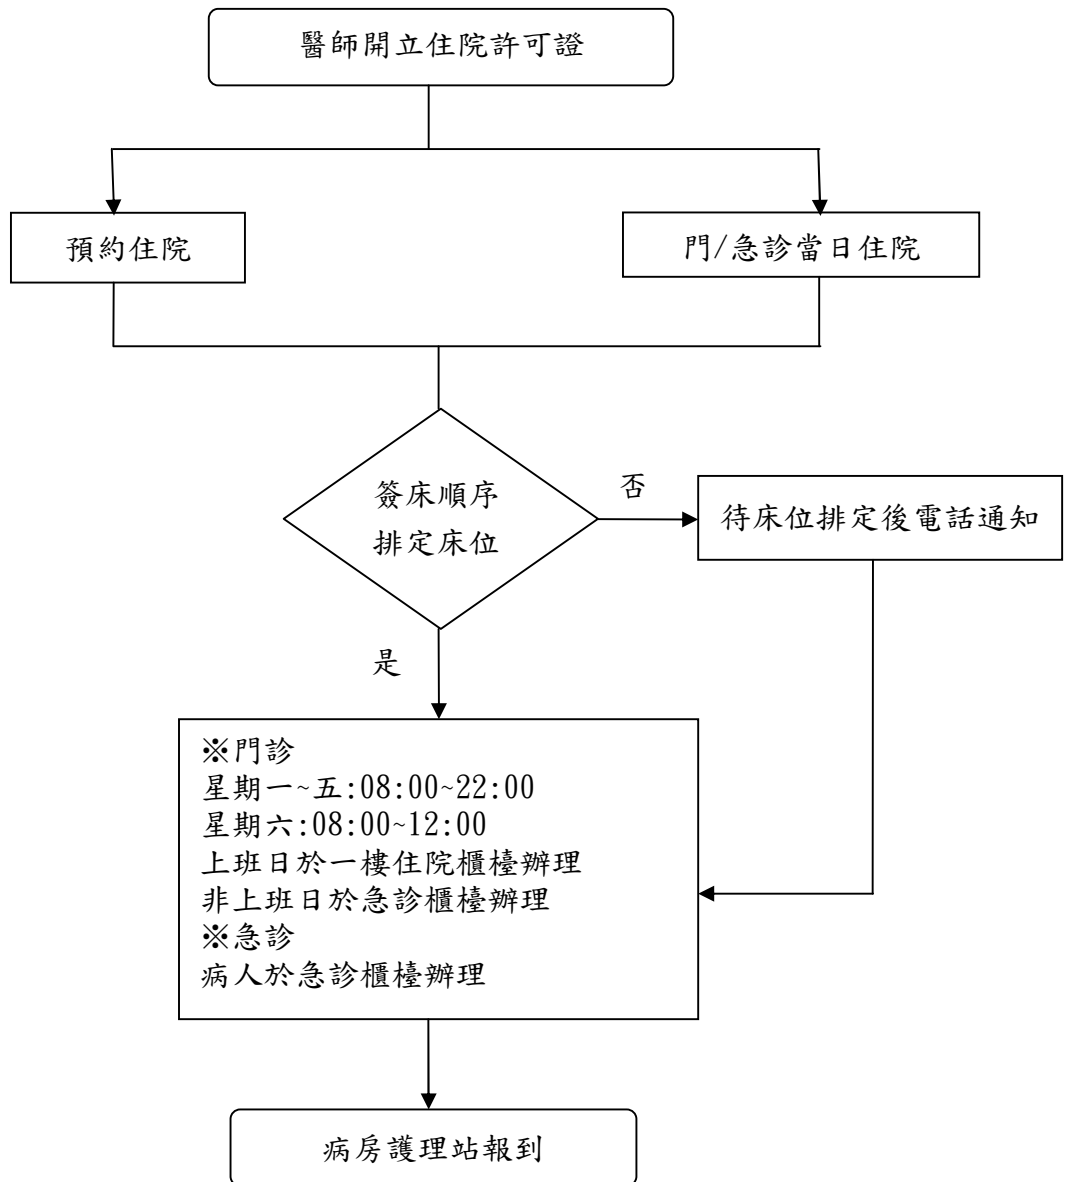 醫師開立住院許可證
預約住院
門/急診當日住院
簽床順序
排定床位
否
待床位排定後電話通知
是
※門診
星期一~五:08:00~22:00
星期六:08:00~12:00
上班日於一樓住院櫃檯辦理
非上班日於急診櫃檯辦理
※急診
病人於急診櫃檯辦理
病房護理站報到